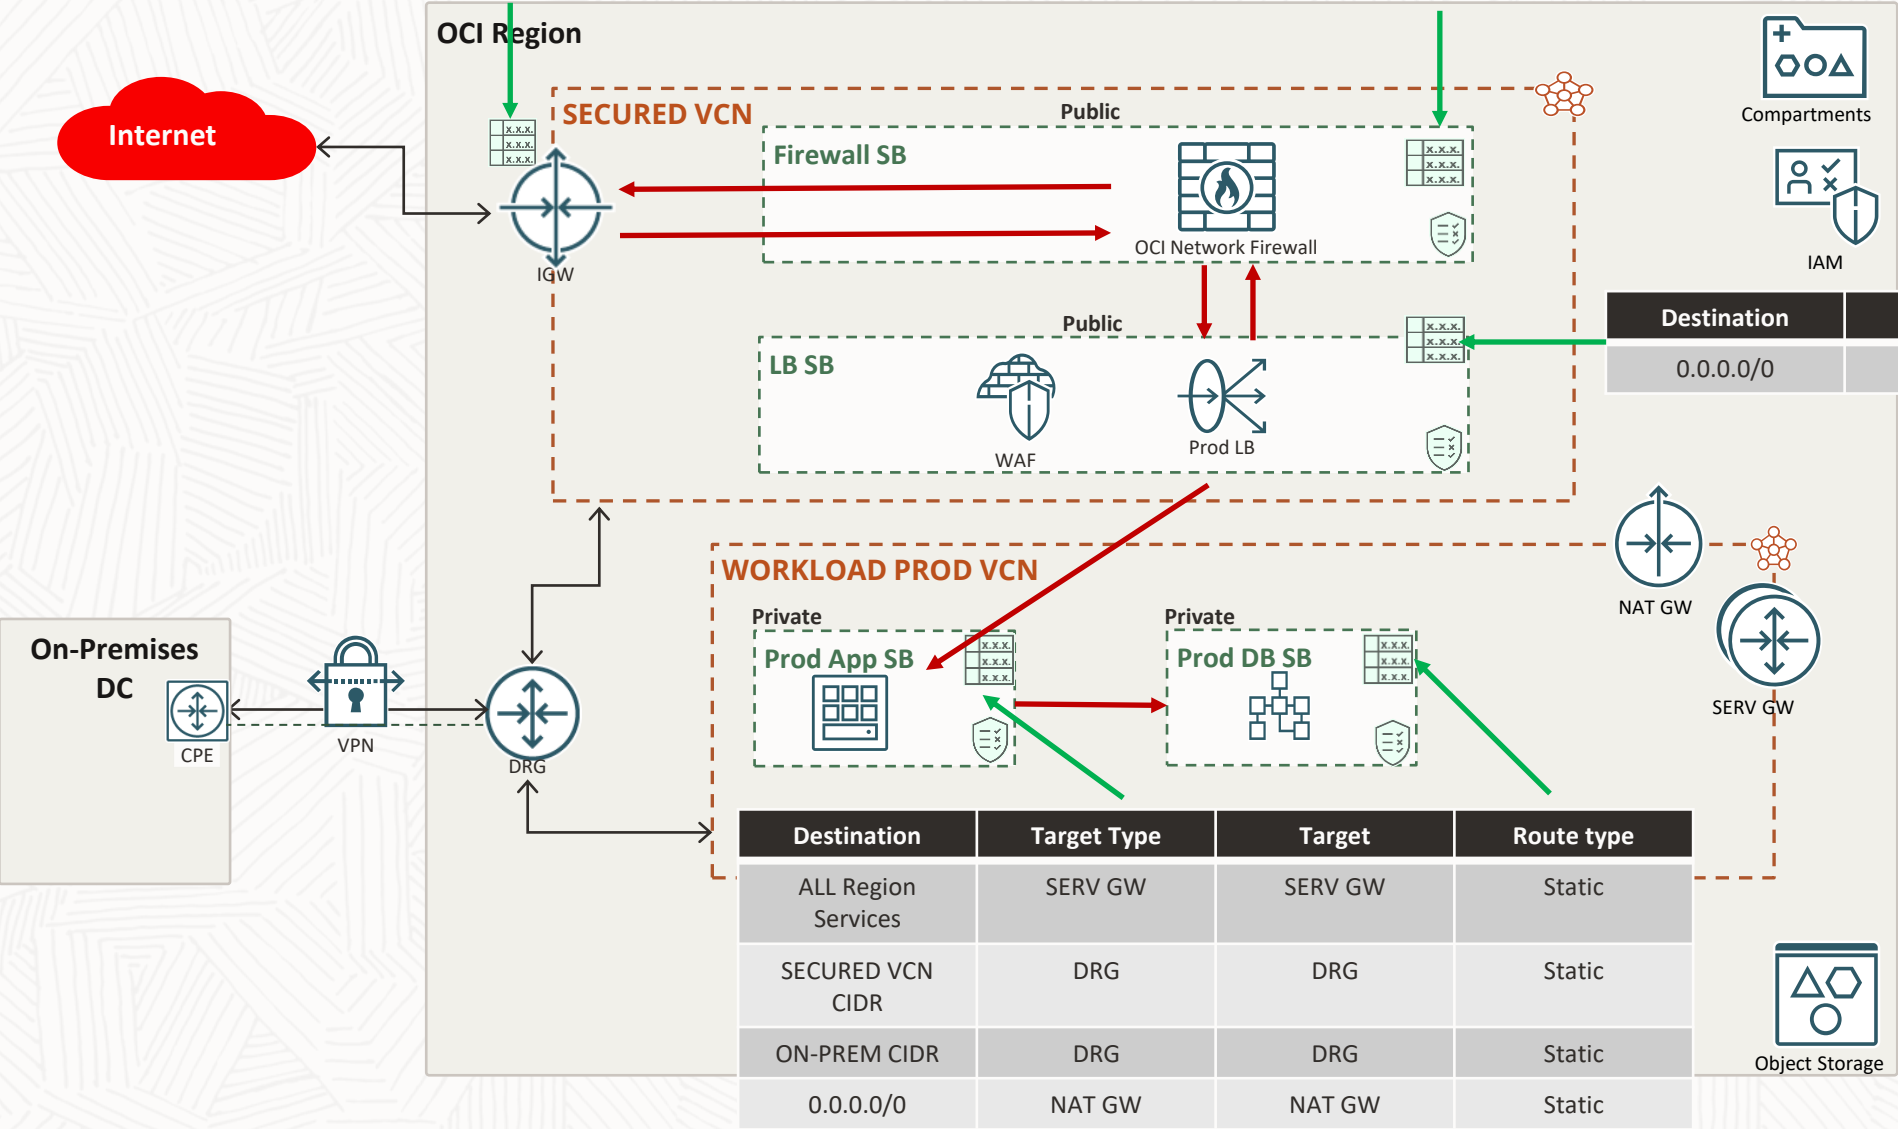 OCI Region
Internet
SECURED VCN
Public
Firewall SB
x.x.x.
x.x.x.
x.x.x.
x.x.x.
x.x.x.
x.x.x.
OCI Network Firewall
IGW
Compartments
IAM
Public
LB SB
x.x.x.
x.x.x.
x.x.x.
WAF
Prod LB
Destination
0.0.0.0/0
WORKLOAD PROD VCN
NAT GW
SERV GW
Private
Prod App SB
x.x.x.
x.x.x.
x.x.x.
Private
Prod DB SB
x.x.x.
x.x.x.
x.x.x.
On-Premises
DC
CPE
VPN
DRG
Destination Target Type Target Route type
ALL Region
Services SERV GW SERV GW Static
SECURED VCN
CIDR DRG DRG Static
ON-PREM CIDR DRG DRG Static
0.0.0.0/0 NAT GW NAT GW Static
Object Storage